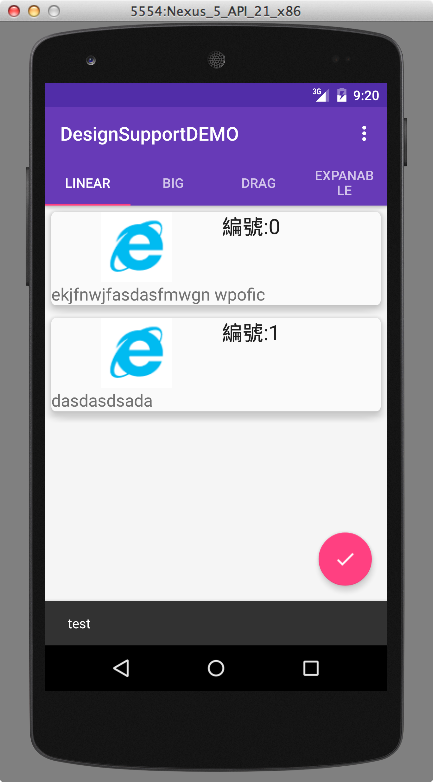 5554:Nexus_5_API_21_x86
3G
9:20
DesignSupportDEMO
LINEAR
BIG
DRAG
EXPANAB
LE
編號:0
ekjfnwjfasdasfmwgn wpofic
編號:1
dasdasdsada
test